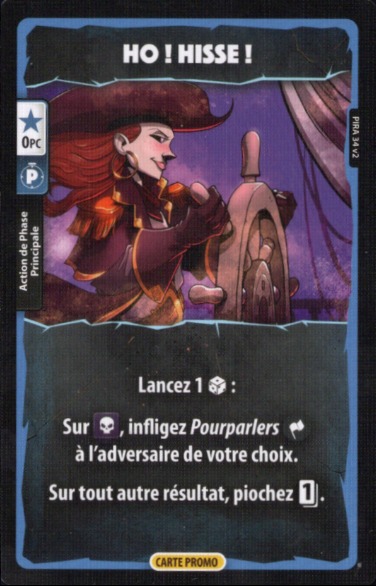 HO ! HISSE !
0PC
P
Action de Phase
Principale
PIRA 34 V2
Lancez 1 :
Sur , infligez Pourparlers
à l'adversaire de votre choix.
Sur tout autre résultat, piochez 1.
CARTE PROMO